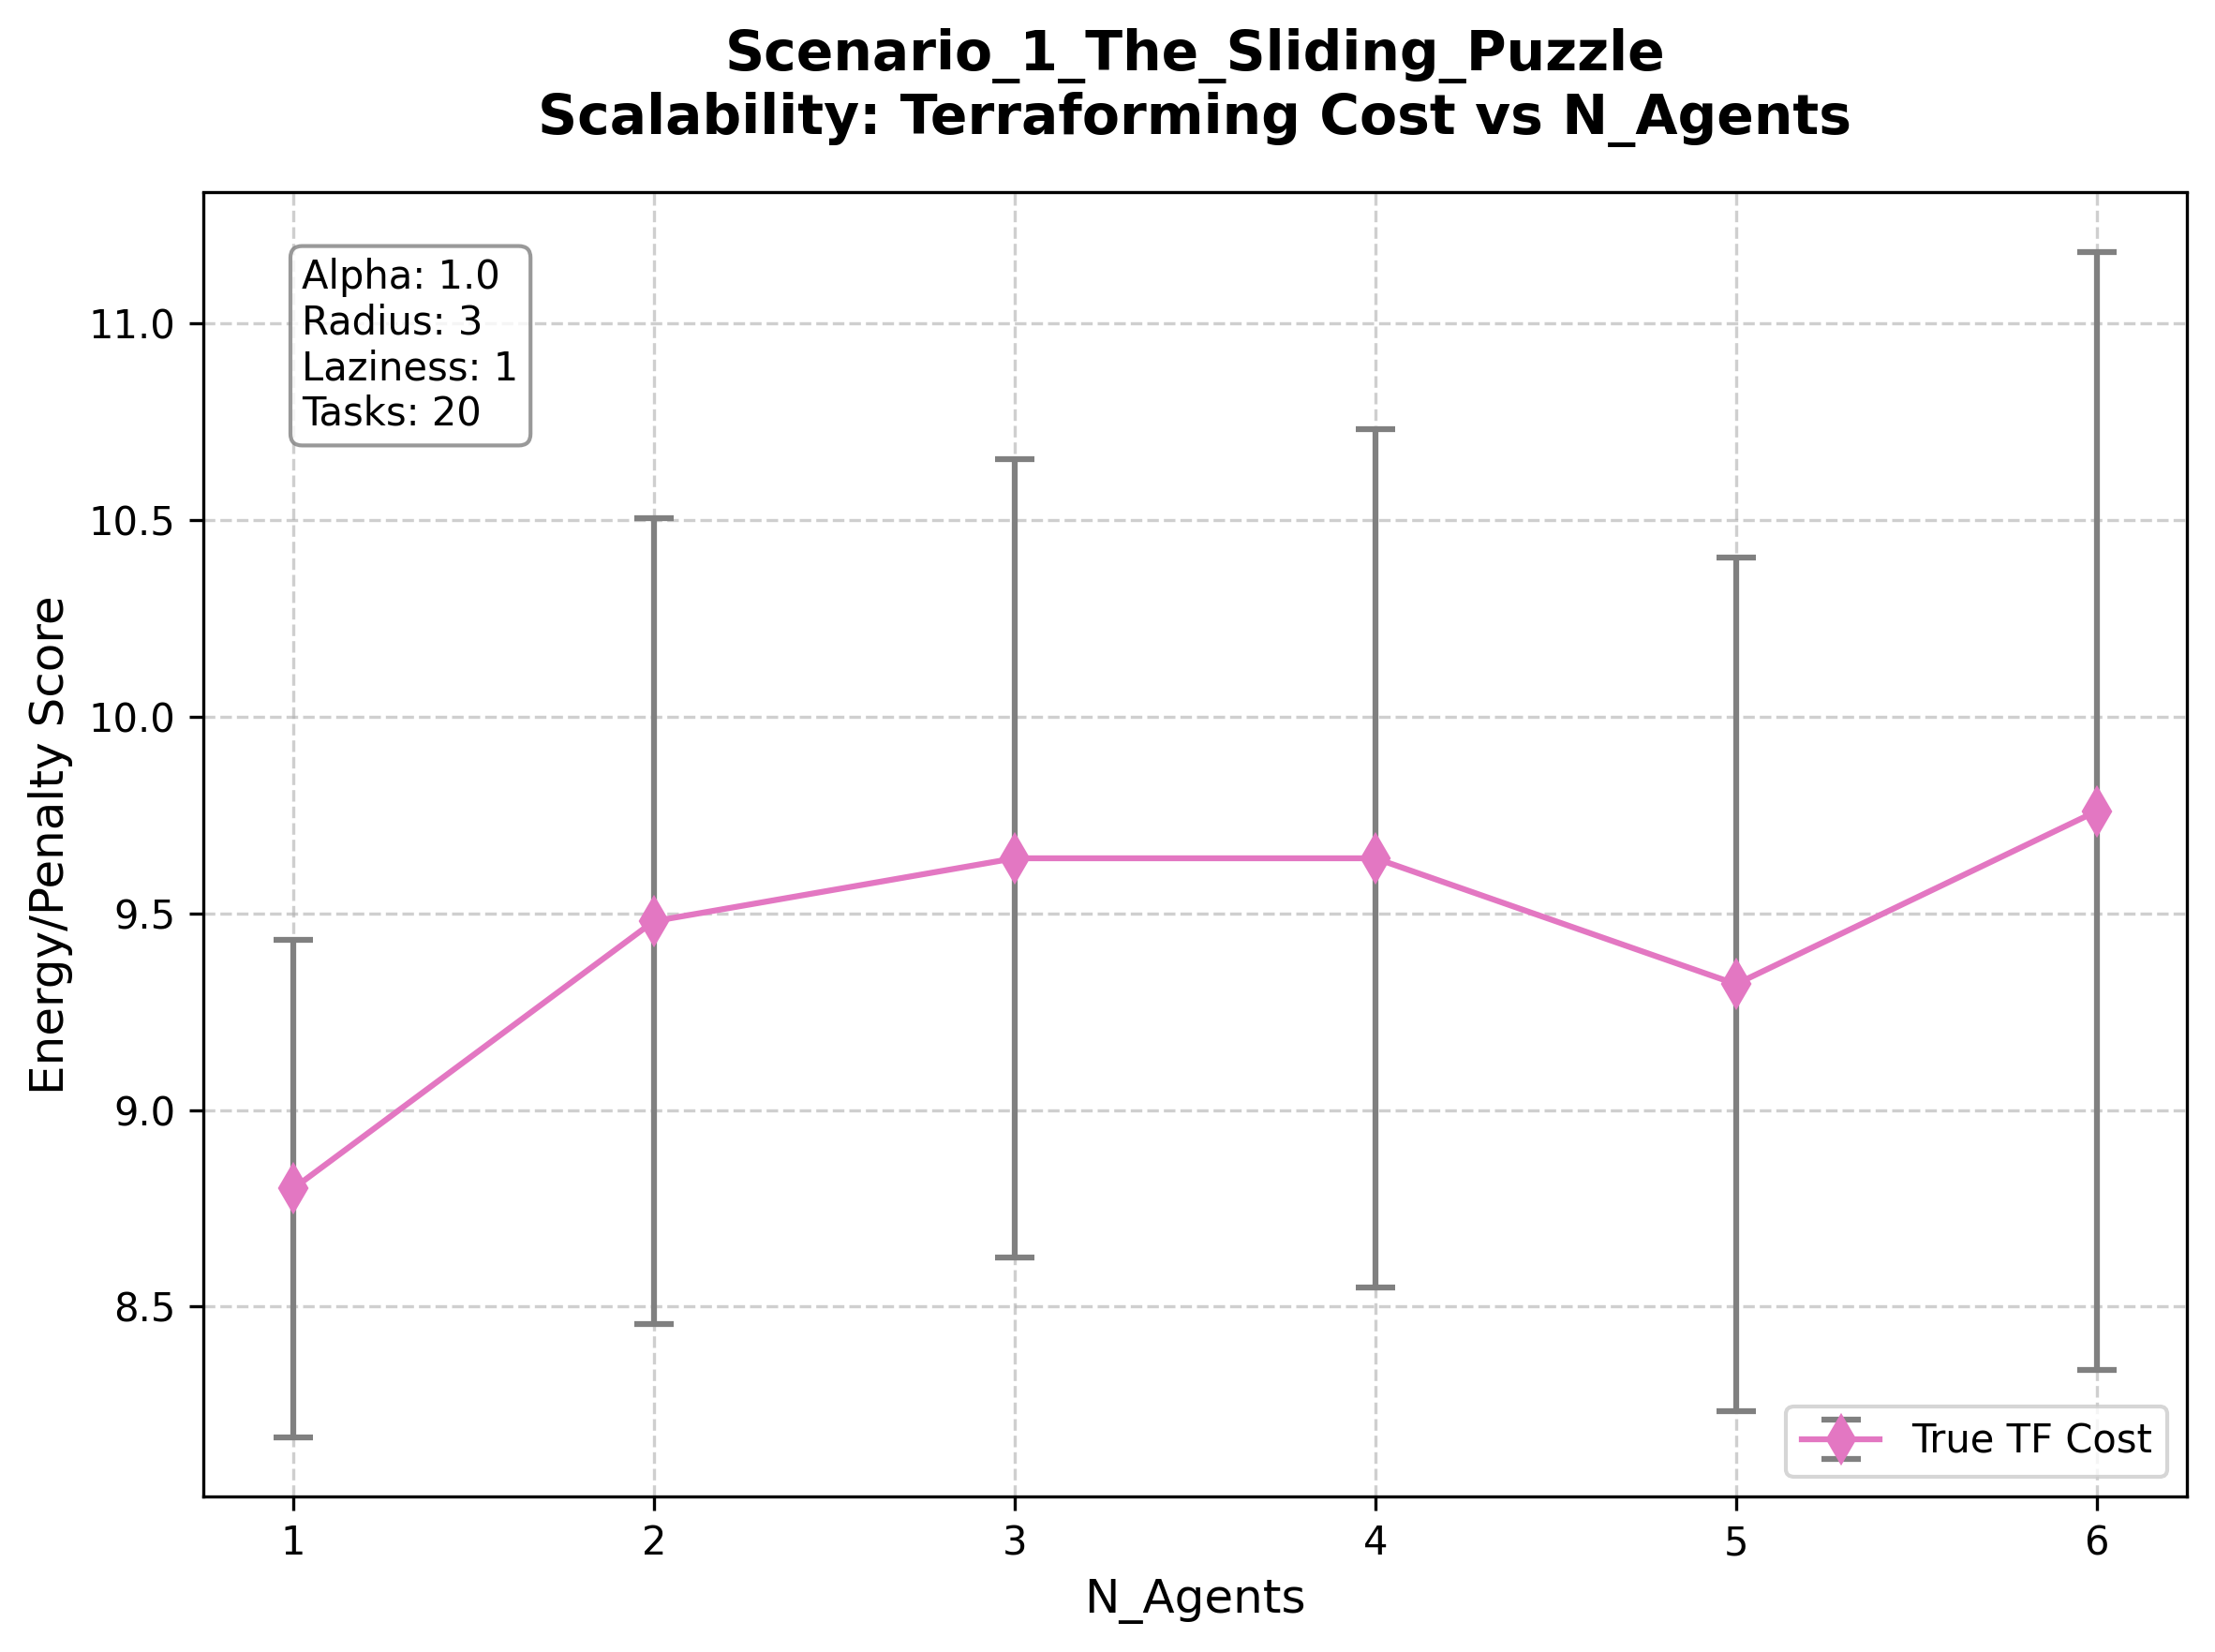 Scenario_1_The_Sliding_Puzzle
Scalability: Terraforming Cost vs N_Agents
Alpha: 1.0
Radius: 3
Laziness: 1
Tasks: 20
Energy/Penalty Score
11.0
10.5
10.0
9.5
9.0
8.5
True TF Cost
1 2 3 4 5 6
N_Agents